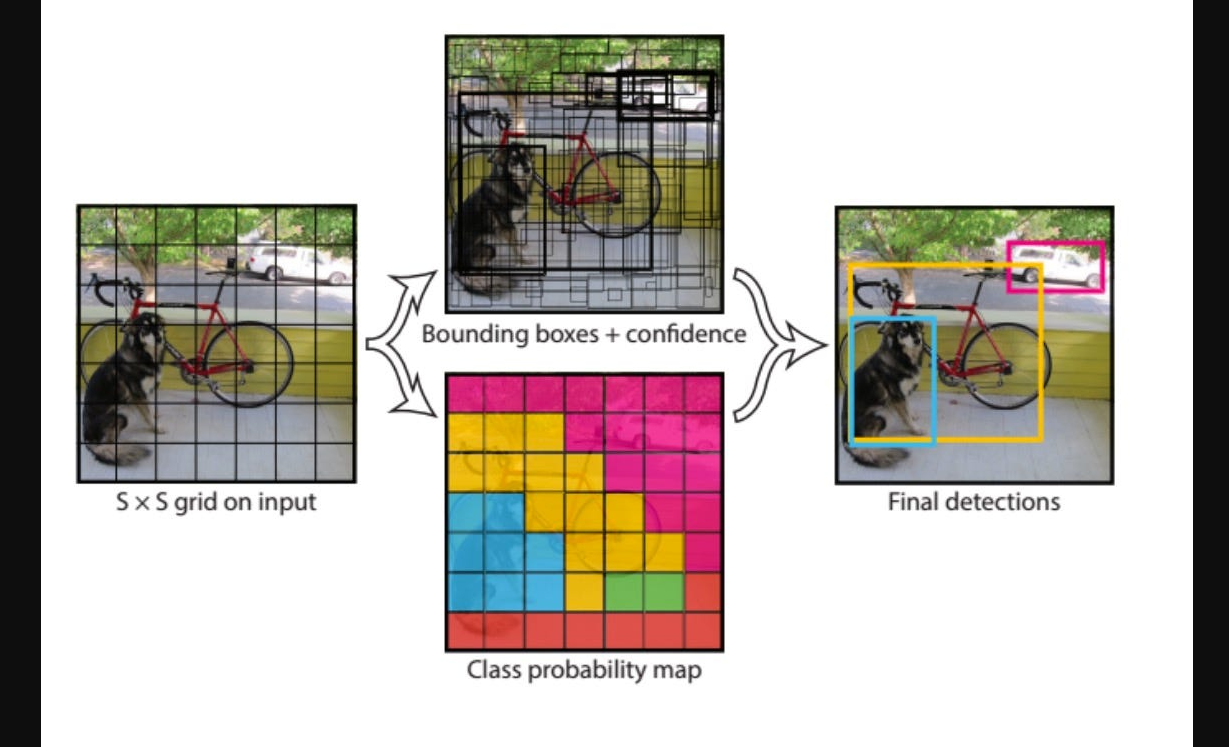 S × S grid on input
Bounding boxes + confidence
Class probability map
Final detections